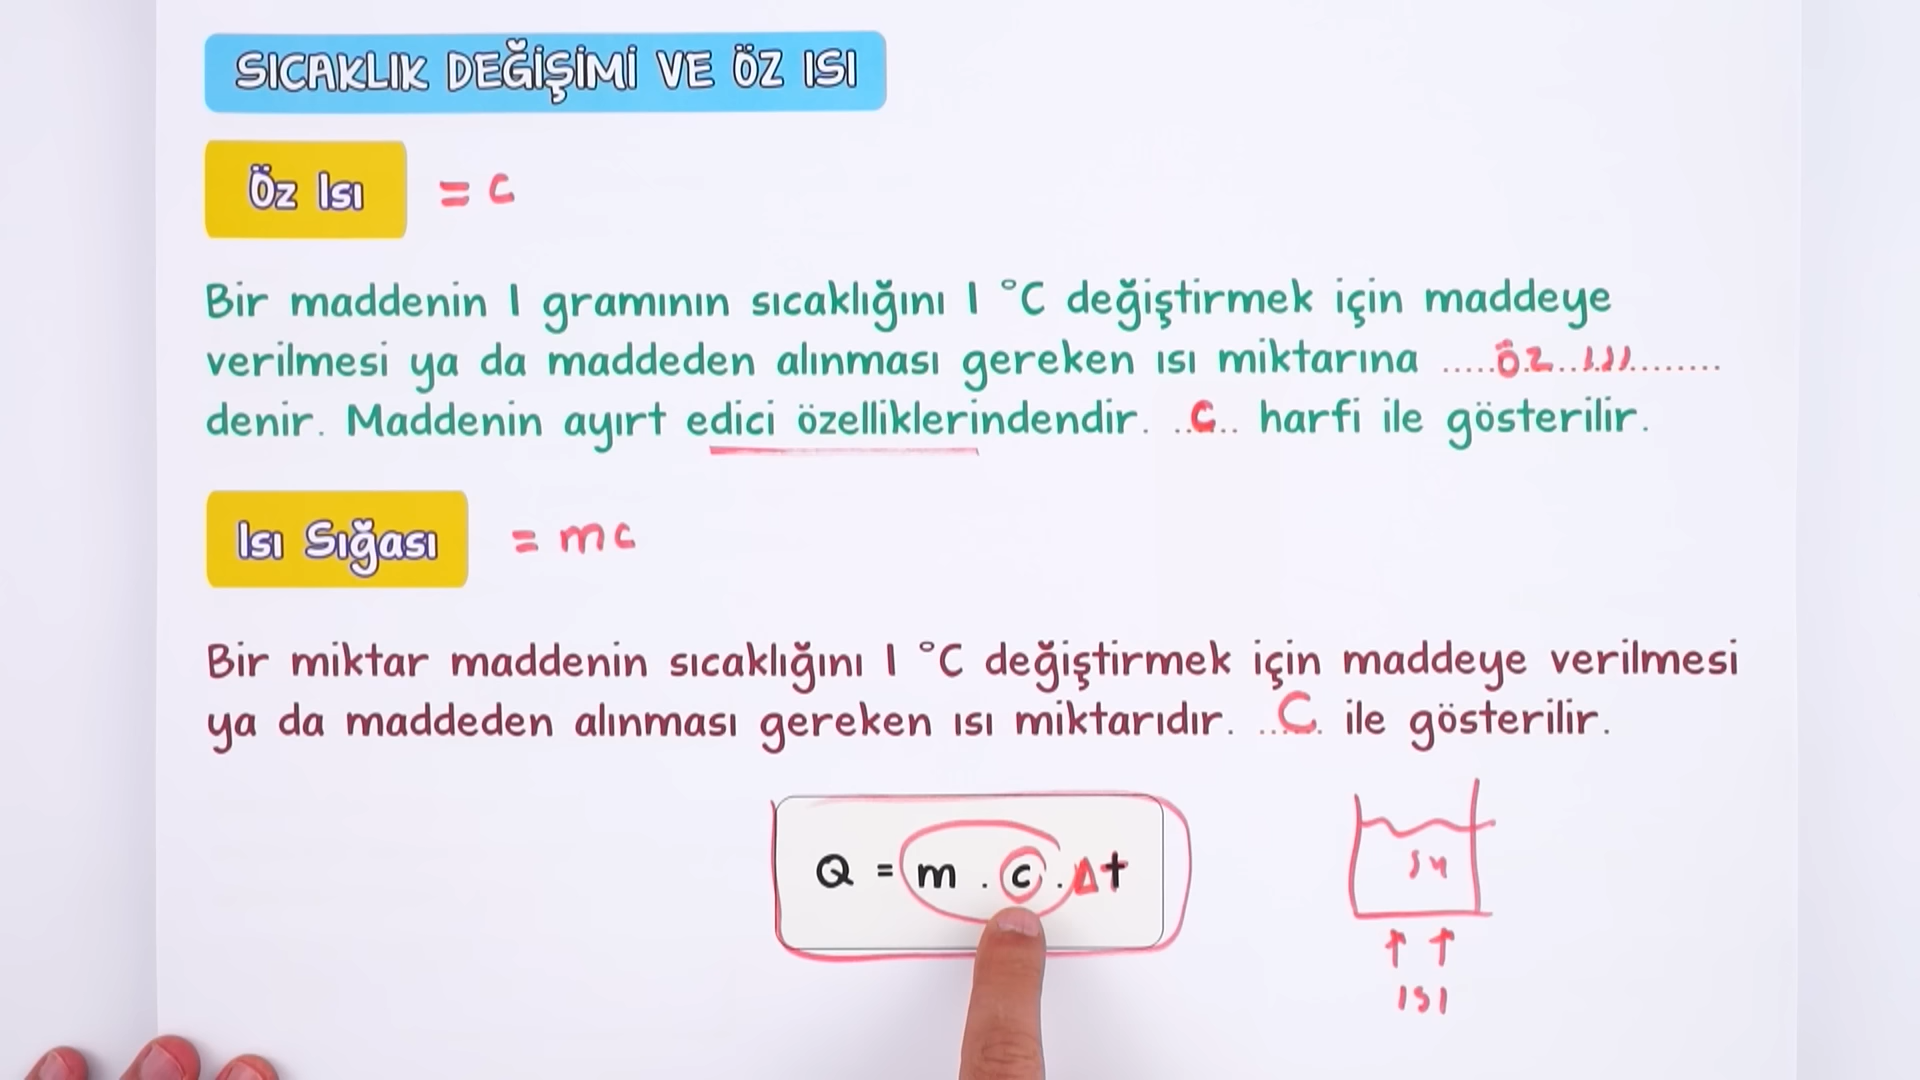 SICAKLIK DEĞİŞİMİ VE ÖZ ISI
Öz Isı = c
Bir maddenin 1 gramının sıcaklığını 1 °C değiştirmek için maddeye
verilmesi ya da maddeden alınması gereken ısı miktarına .....öz..ısı........
denir. Maddenin ayırt edici özelliklerindendir. ..c.. harfi ile gösterilir.
Isı Sığası = mc
Bir miktar maddenin sıcaklığını 1 °C değiştirmek için maddeye verilmesi
ya da maddeden alınması gereken ısı miktarıdır. ...C.. ile gösterilir.
Q = m . c . Δt
ısı